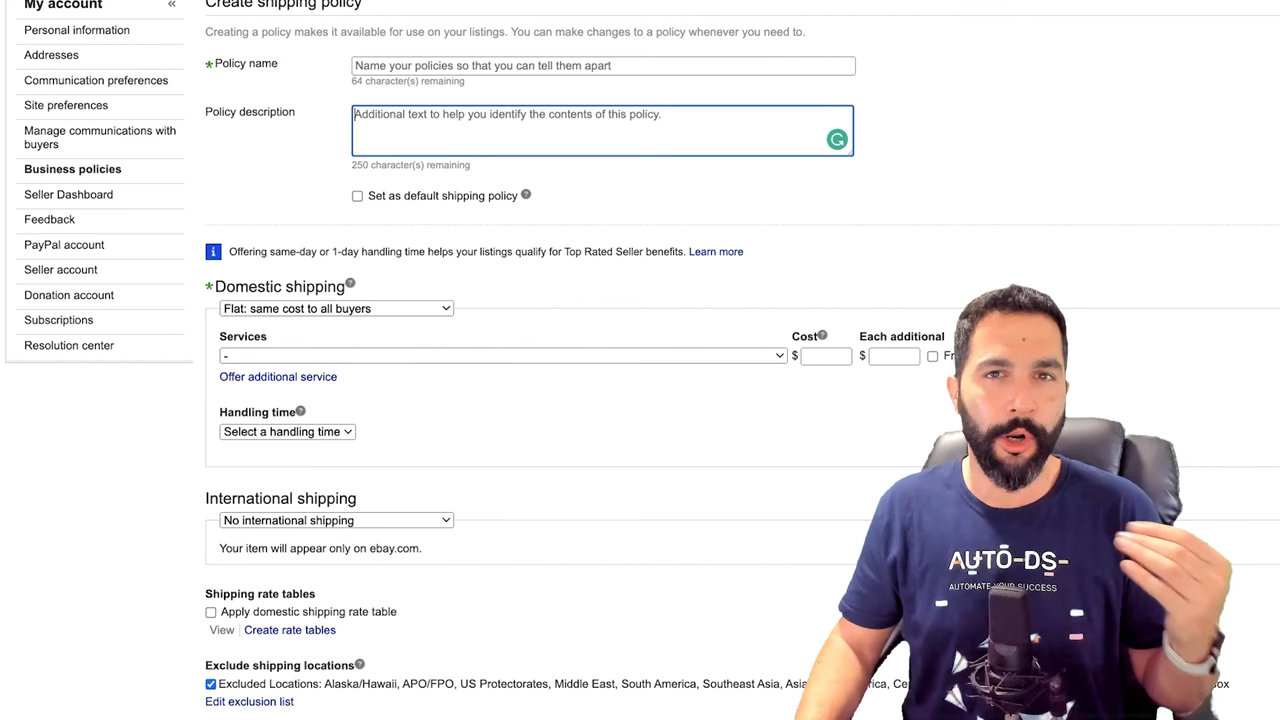 My account «
Create shipping policy
Personal information
Addresses
Communication preferences
Site preferences
Manage communications with
buyers
Business policies
Seller Dashboard
Feedback
PayPal account
Seller account
Donation account
Subscriptions
Resolution center
Creating a policy makes it available for use on your listings. You can make changes to a policy whenever you need to.
* Policy name
Name your policies so that you can tell them apart
64 character(s) remaining
Policy description
Additional text to help you identify the contents of this policy.
250 character(s) remaining
Set as default shipping policy ?
i Offering same-day or 1-day handling time helps your listings qualify for Top Rated Seller benefits. Learn more
* Domestic shipping ?
Flat: same cost to all buyers
Services Cost ? Each additional
- $ $ Fr
Offer additional service
Handling time ?
Select a handling time
International shipping
No international shipping
Your item will appear only on ebay.com.
Shipping rate tables
Apply domestic shipping rate table
View | Create rate tables
Exclude shipping locations ?
Excluded Locations: Alaska/Hawaii, APO/FPO, US Protectorates, Middle East, South America, Southeast Asia, Asia
Edit exclusion list
AUTO-DS-
AUTOMATE YOUR SUCCESS